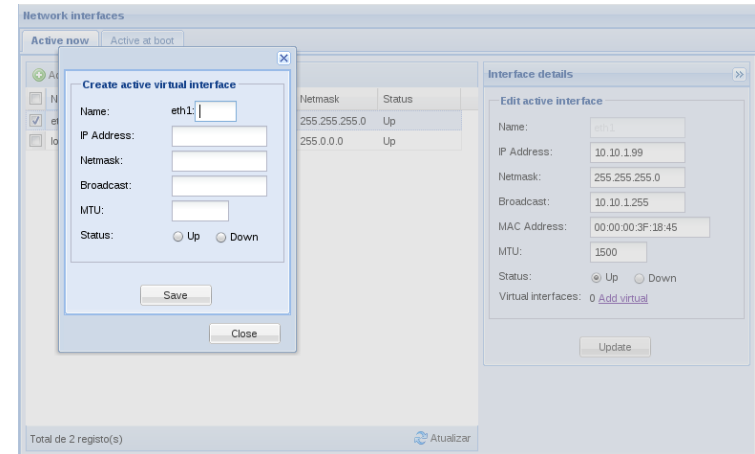 Network interfaces
Active now Active at boot
Create active virtual interface
Name: eth1:
IP Address:
Netmask:
Broadcast:
MTU:
Status: Up Down
Save
Close
Netmask Status
255.255.255.0 Up
255.0.0.0 Up
Total de 2 registo(s) Atualizar
Interface details
Edit active interface
Name: eth1
IP Address: 10.10.1.99
Netmask: 255.255.255.0
Broadcast: 10.10.1.255
MAC Address: 00:00:00:3F:18:45
MTU: 1500
Status: Up Down
Virtual interfaces: 0 Add virtual
Update